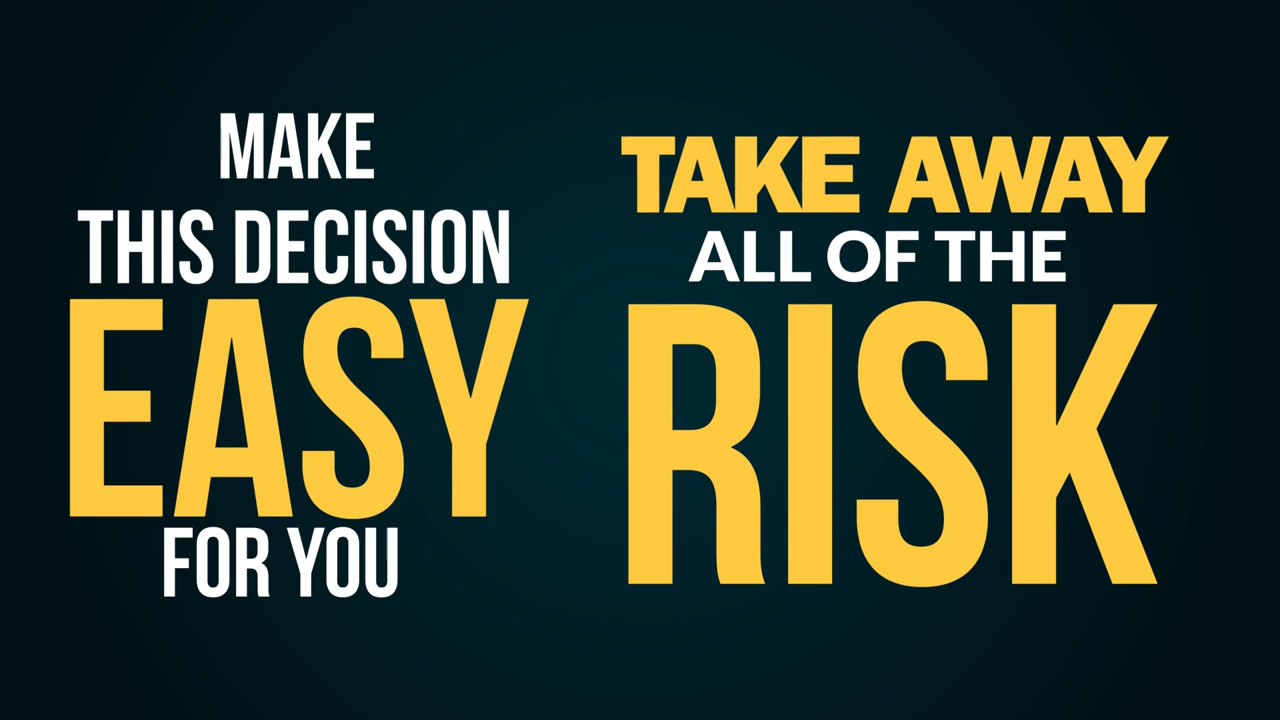 MAKE
THIS DECISION
EASY
FOR YOU
TAKE AWAY
ALL OF THE
RISK